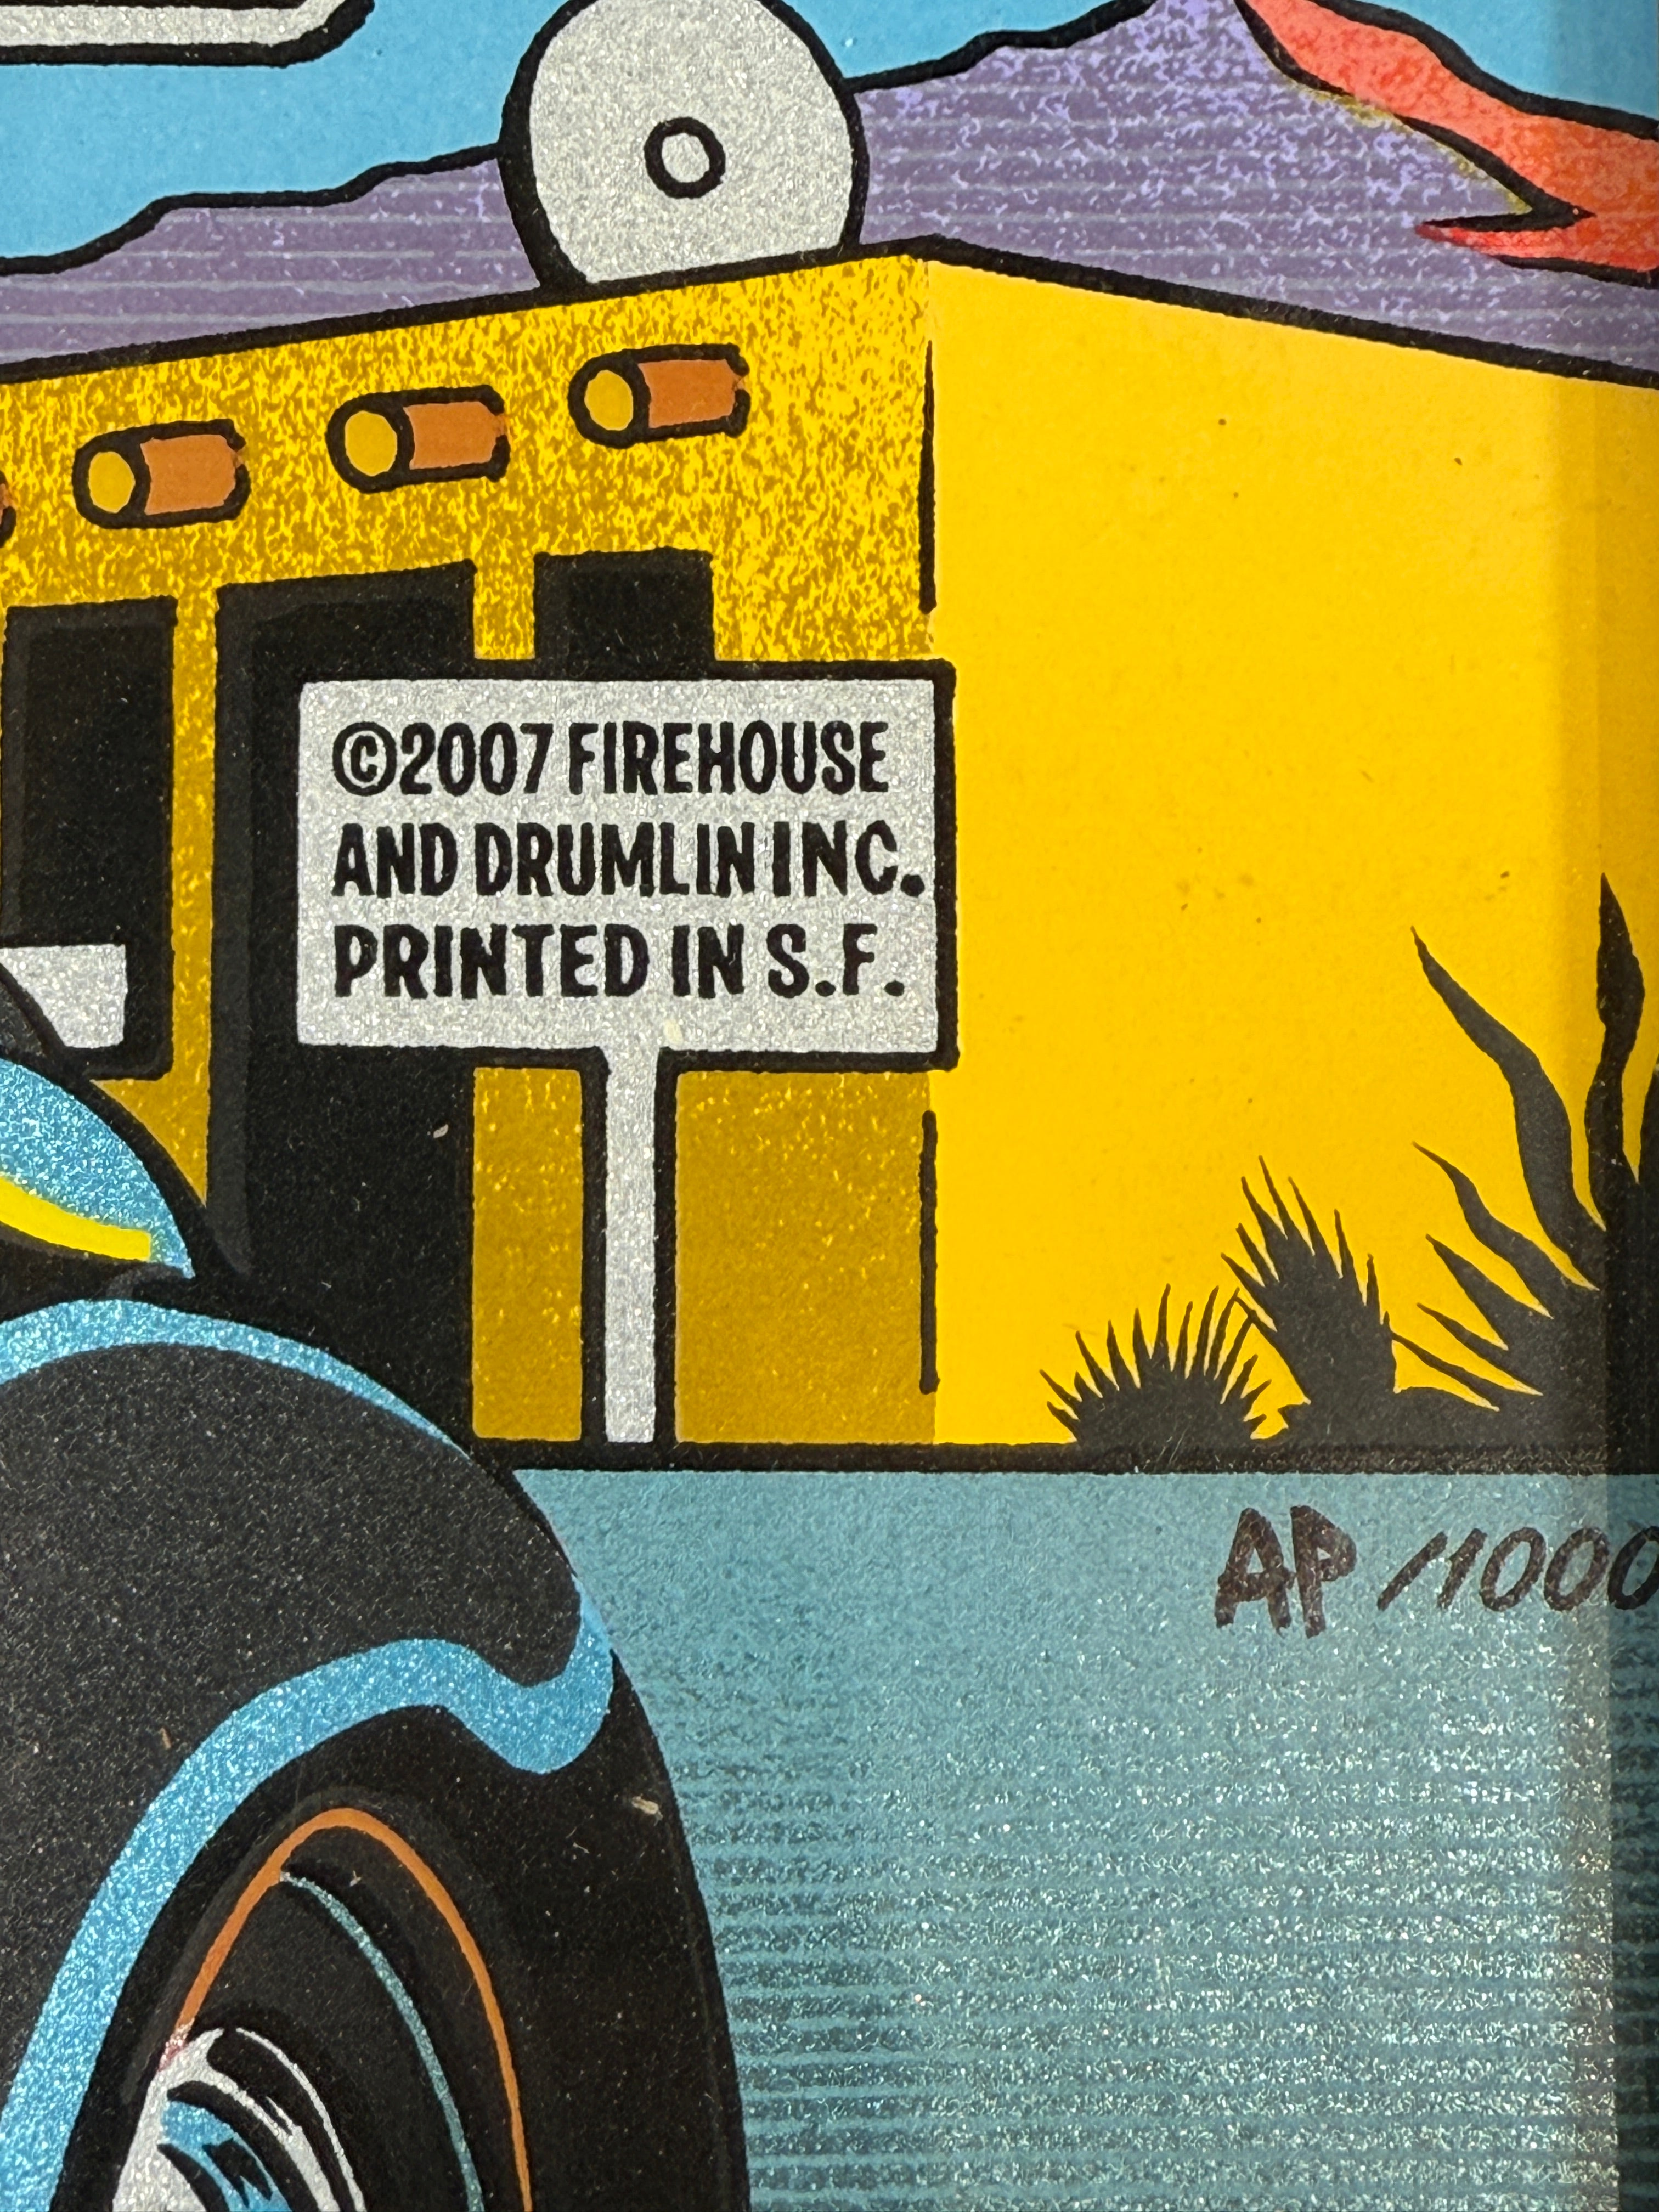 ©2007 FIREHOUSE
AND DRUMLIN INC.
PRINTED IN S.F.
AP /1000